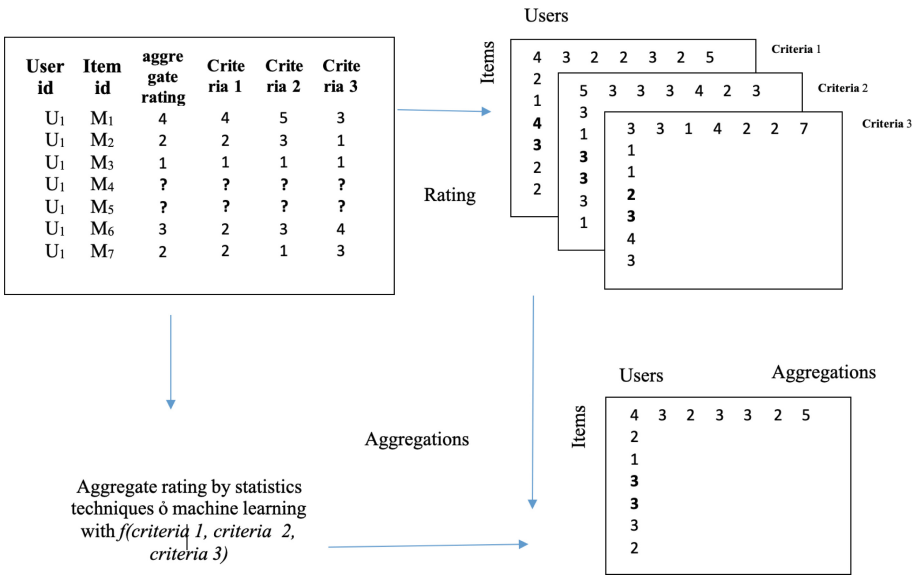 Users
User id Item id aggre gate rating Crite ria 1 Crite ria 2 Crite ria 3
U1 M1 4 4 5 3
U1 M2 2 2 3 1
U1 M3 1 1 1 1
U1 M4 ? ? ? ?
U1 M5 ? ? ? ?
U1 M6 3 2 3 4
U1 M7 2 2 1 3
Items
Criteria 1
4 3 2 2 3 2 5
2
1
4
3
2
2
Criteria 2
5 3 3 3 4 2 3
3
1
3
3
3
1
Criteria 3
3 3 1 4 2 2 7
1
1
2
3
4
3
Rating
Users
Aggregations
Items
4 3 2 3 3 2 5
2
1
3
3
3
2
Aggregations
Aggregate rating by statistics
techniques ỏ machine learning
with f(criteria 1, criteria 2,
criteria 3)